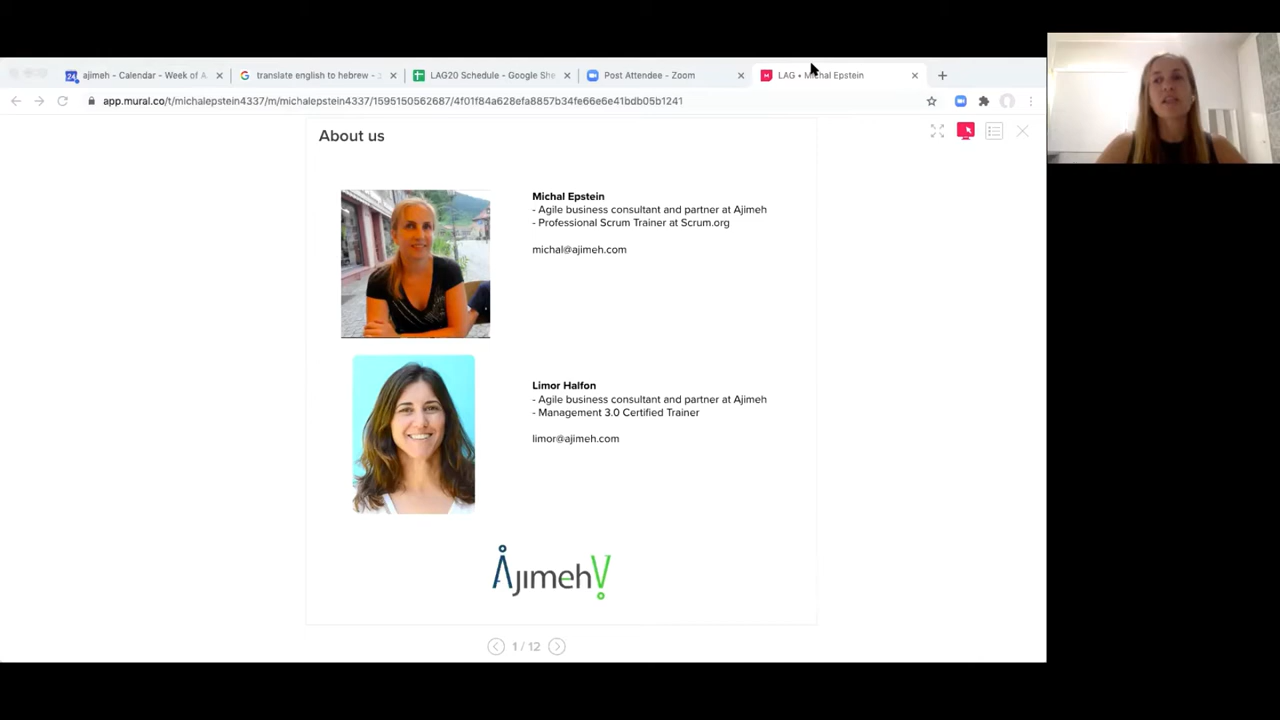 24 ajimeh - Calendar - Week of A
translate english to hebrew -
LAG20 Schedule - Google She
Post Attendee - Zoom
LAG • Michal Epstein
app.mural.co/t/michalepstein4337/m/michalepstein4337/1595150562687/4f01f84a628efa8857b34fe66e6e41bdb05b1241
About us
Michal Epstein
- Agile business consultant and partner at Ajimeh
- Professional Scrum Trainer at Scrum.org
michal@ajimeh.com
Limor Halfon
- Agile business consultant and partner at Ajimeh
- Management 3.0 Certified Trainer
limor@ajimeh.com
Ajimeh
1 / 12